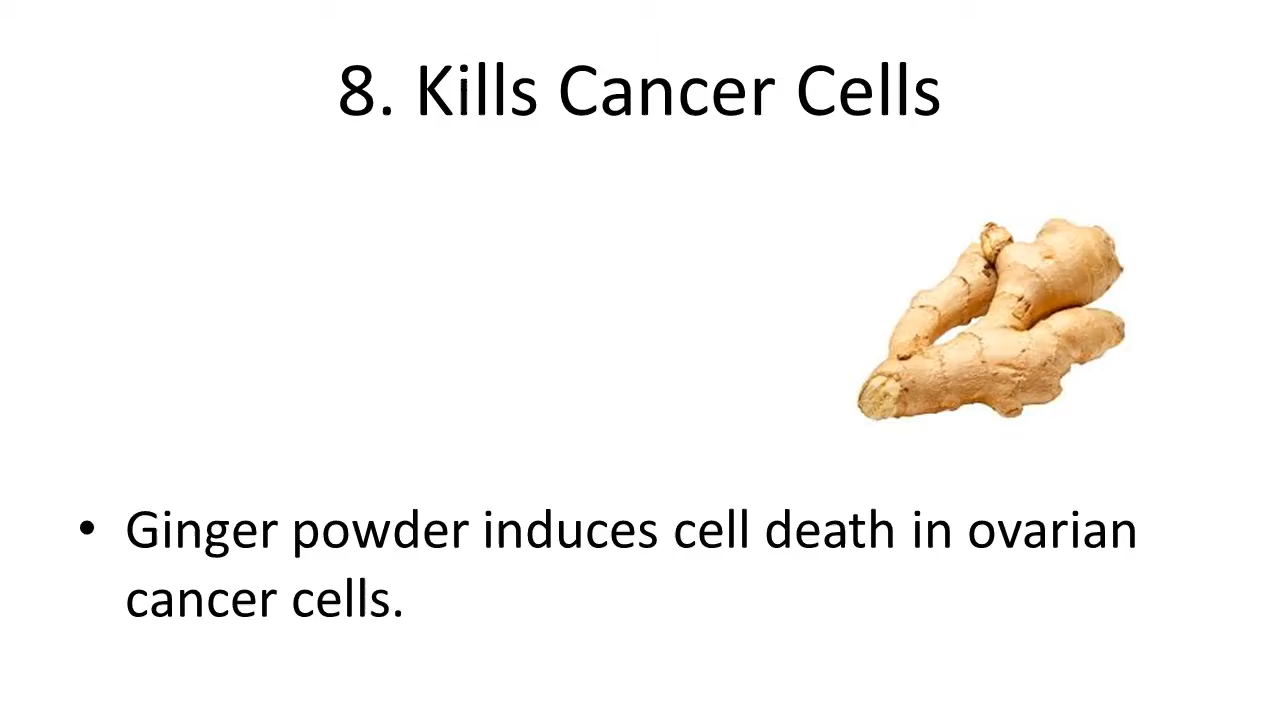 8. Kills Cancer Cells
• Ginger powder induces cell death in ovarian
cancer cells.